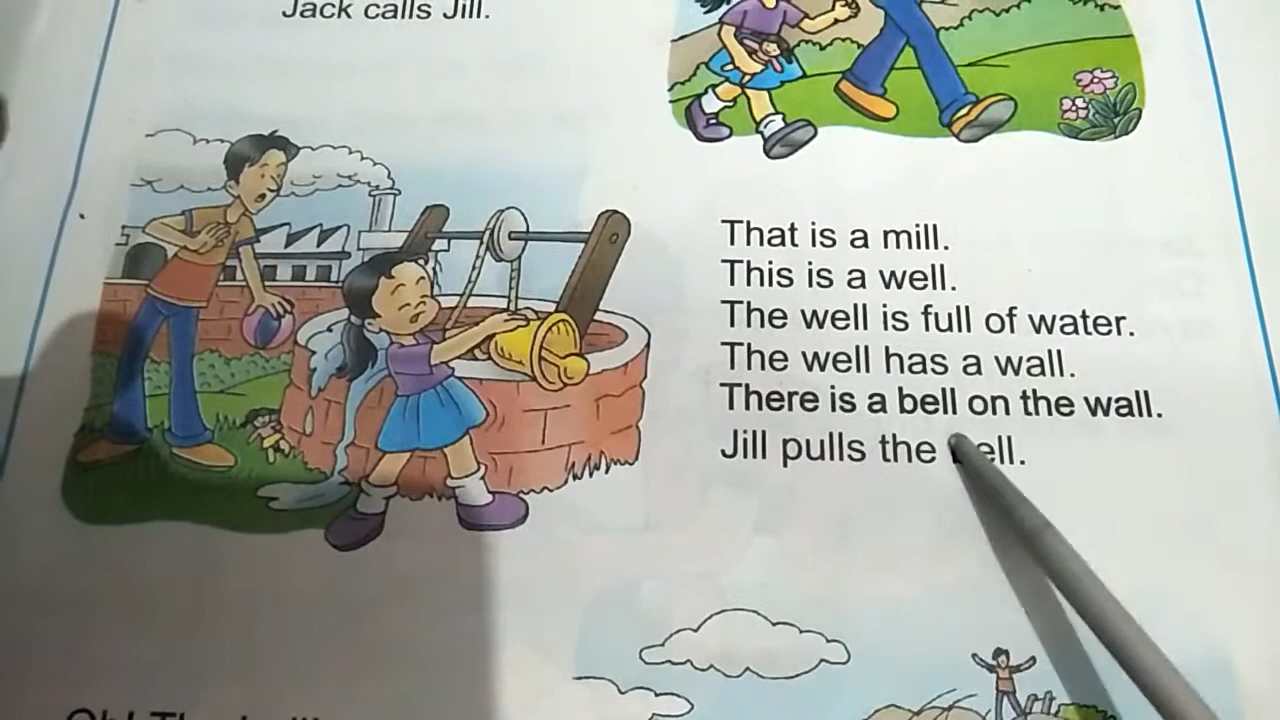 Jack calls Jill.
That is a mill.
This is a well.
The well is full of water.
The well has a wall.
There is a bell on the wall.
Jill pulls the bell.
Oh!